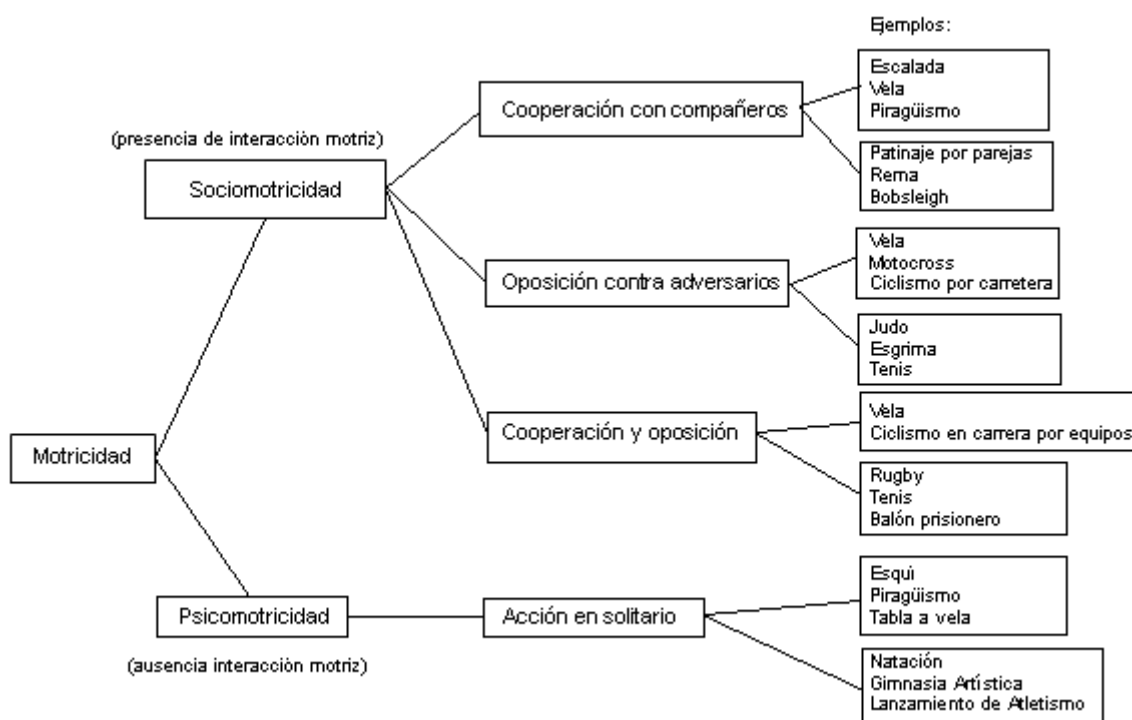 Ejemplos:
Escalada
Vela
Piragüismo
Cooperación con compañeros
(presencia de interacción motriz)
Sociomotricidad
Patinaje por parejas
Rema
Bobsleigh
Vela
Motocross
Ciclismo por carretera
Oposición contra adversarios
Judo
Esgrima
Tenis
Vela
Ciclismo en carrera por equipos
Cooperación y oposición
Motricidad
Rugby
Tenis
Balón prisionero
Esqui
Piragüismo
Tabla a vela
Psicomotricidad
Acción en solitario
(ausencia interacción motriz)
Natación
Gimnasia Artística
Lanzamiento de Atletismo